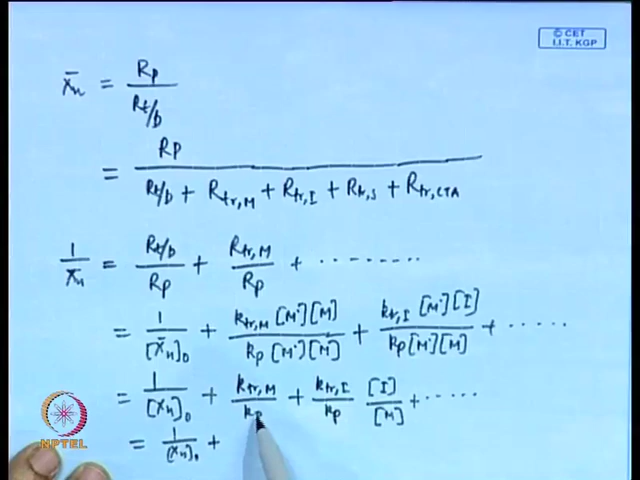 © CET
I.I.T. KGP
X̄n = Rp / (Rt/b)
= Rp / (Rt/b + Rtr,M + Rtr,I + Rtr,S + Rtr,CTA)
1/X̄n = (Rt/b)/Rp + Rtr,M/Rp + ........
= 1/[X̄n]₀ + ktr,M [M·][M] / kp [M·][M] + ktr,I [M·][I] / kp[M·][M] + .....
= 1/[X̄n]₀ + ktr,M/kp + ktr,I/kp [I]/[M] + .....
= 1/[X̄n]₀ +
NPTEL